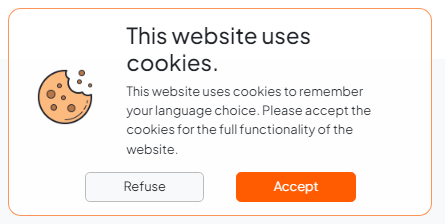 This website uses
cookies.
This website uses cookies to remember
your language choice. Please accept the
cookies for the full functionality of the
website.
Refuse
Accept